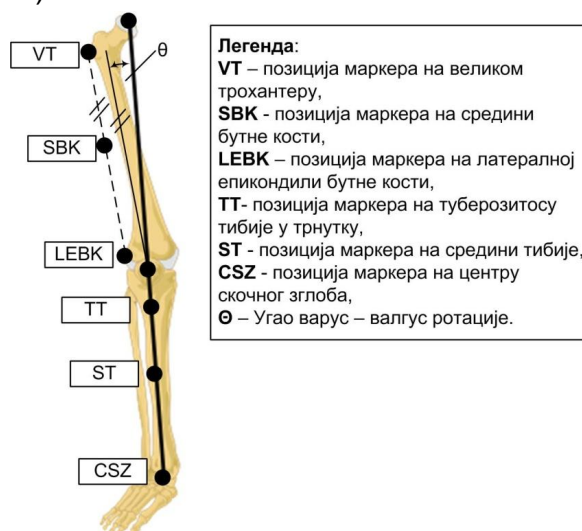 VT
θ
SBK
LEBK
TT
ST
CSZ
Легенда:
VT – позиција маркера на великом
трохантеру,
SBK - позиција маркера на средини
бутне кости,
LEBK – позиција маркера на латералној
епикондили бутне кости,
TT- позиција маркера на туберозитосу
тибије у трнутку,
ST - позиција маркера на средини тибије,
CSZ - позиција маркера на центру
скочног зглоба,
Θ – Угао варус – валгус ротације.